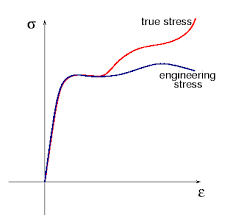 σ
true stress
engineering
stress
ε